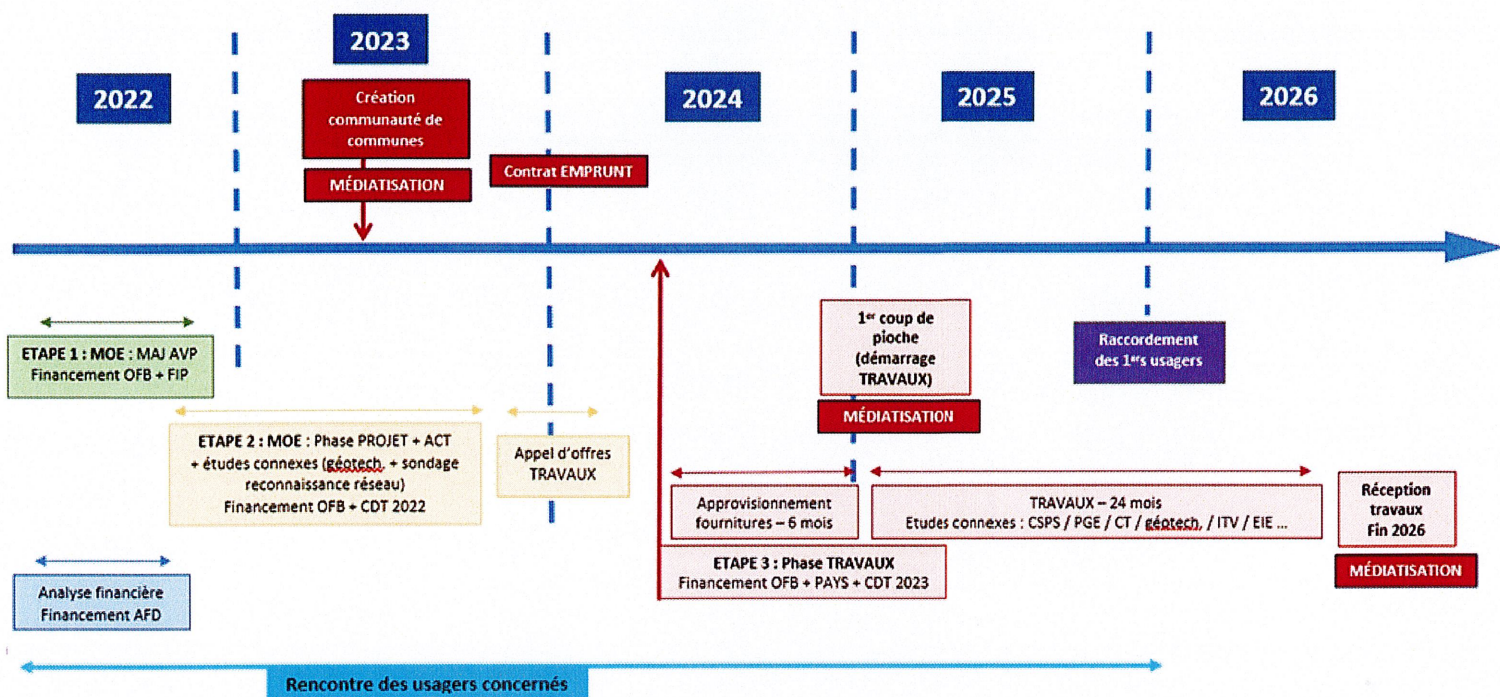 2022
2023
2024
2025
2026
Création
communauté de
communes
MÉDIATISATION
Contrat EMPRUNT
ETAPE 1 : MOE : MAJ AVP
Financement OFB + FIP
ETAPE 2 : MOE : Phase PROJET + ACT
+ études connexes (géotech. + sondage
reconnaissance réseau)
Financement OFB + CDT 2022
Appel d'offres
TRAVAUX
1er coup de
pioche
(démarrage
TRAVAUX)
MÉDIATISATION
Raccordement
des 1ers usagers
Approvisionnement
fournitures – 6 mois
TRAVAUX – 24 mois
Etudes connexes : CSPS / PGE / CT / géotech. / ITV / EIE ...
Réception
travaux
Fin 2026
MÉDIATISATION
ETAPE 3 : Phase TRAVAUX
Financement OFB + PAYS + CDT 2023
Analyse financière
Financement AFD
Rencontre des usagers concernés